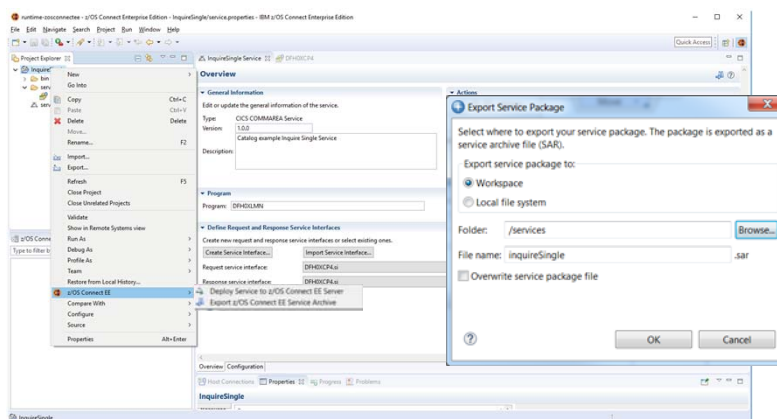 runtime-zosconnectee - z/OS Connect Enterprise Edition - InquireSingle/service.properties - IBM z/OS Connect Enterprise Edition
File Edit Navigate Search Project Run Window Help
Quick Access
Project Explorer
InquireSingle Service
DFH0XCP4
Inquire
bin
serv
serv
New
Go Into
Copy Ctrl+C
Paste Ctrl+V
Delete Delete
Move...
Rename... F2
Import...
Export...
Refresh F5
Close Project
Close Unrelated Projects
Validate
Show in Remote Systems view
Run As
Debug As
Profile As
Team
Restore from Local History...
z/OS Connect EE
Compare With
Configure
Source
Properties Alt+Enter
Deploy Service to z/OS Connect EE Server
Export z/OS Connect EE Service Archive
z/OS Conne
Type to filter
Overview
General Information
Edit or update the general information of the service.
Type: CICS COMMAREA Service
Version: 1.0.0
Description: Catalog example Inquire Single Service
Program
Program: DFH0XLMN
Define Request and Response Service Interfaces
Create new request and response service interfaces or select existing ones.
Create Service Interface... Import Service Interface...
Request service interface: DFH0XCP4.si
Response service interface: DFH0XCP4.si
Overview Configuration
Host Connections Properties Progress Problems
InquireSingle
InquireSingle
Actions
Export Service Package
Select where to export your service package. The package is exported as a
service archive file (SAR).
Export service package to:
Workspace
Local file system
Folder: /services Browse...
File name: inquireSingle .sar
Overwrite service package file
OK Cancel